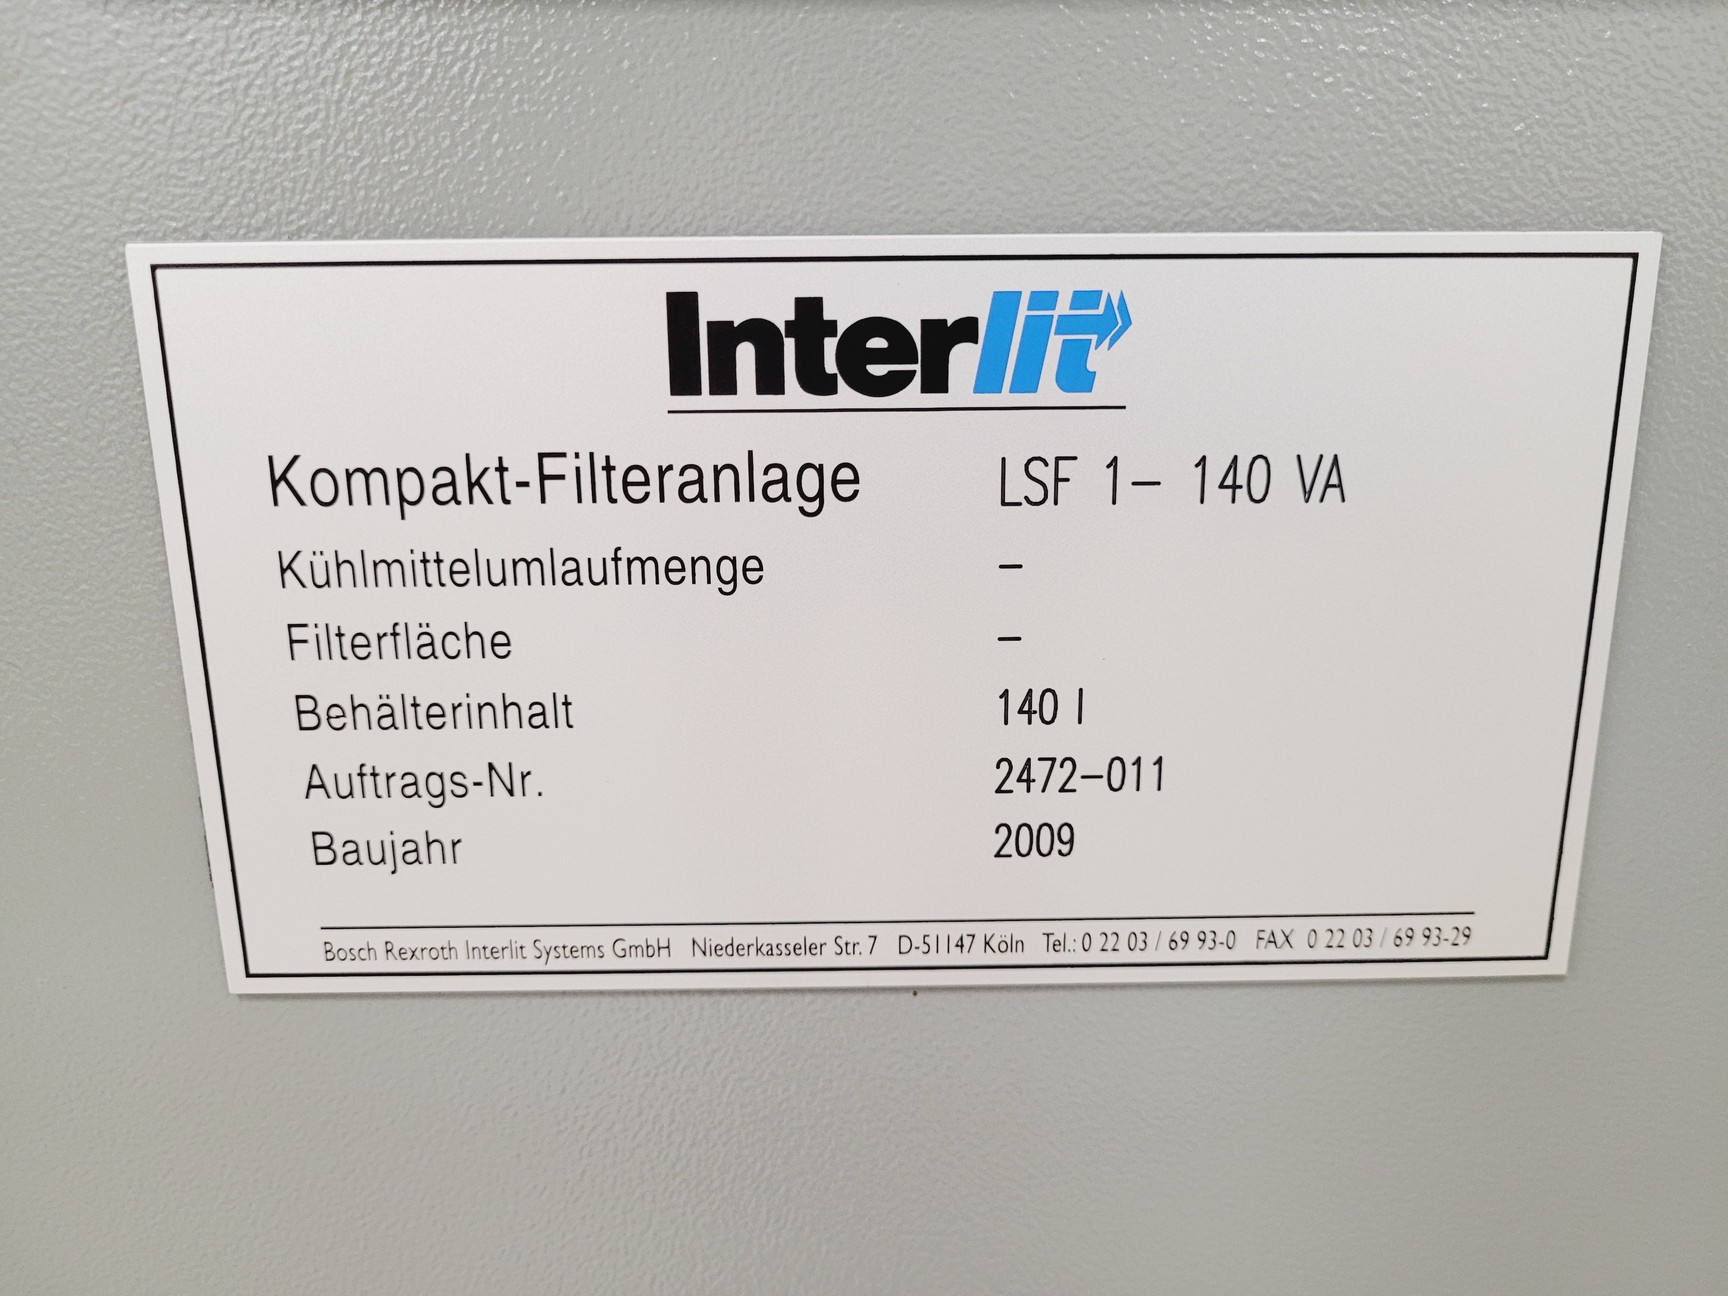 Interlit
Kompakt-Filteranlage LSF 1- 140 VA
Kühlmittelumlaufmenge -
Filterfläche -
Behälterinhalt 140 l
Auftrags-Nr. 2472-011
Baujahr 2009
Bosch Rexroth Interlit Systems GmbH Niederkasseler Str. 7 D-51147 Köln Tel.: 0 22 03 / 69 93-0 FAX 0 22 03 / 69 93-29